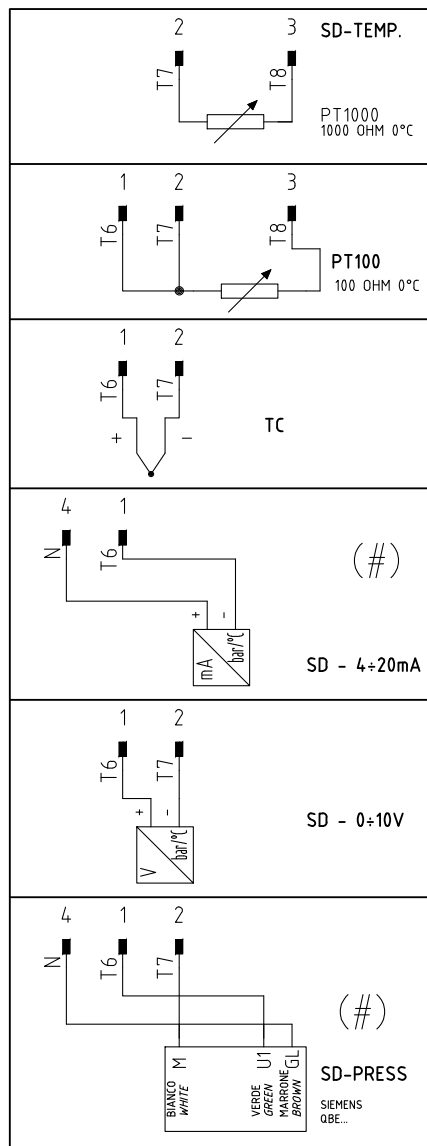 2 3 SD-TEMP.
T7 T8
PT1000
1000 OHM 0°C
1 2 3
T6 T7 T8
PT100
100 OHM 0°C
1 2
T6 T7
+ -
TC
4 1
N T6
(#)
+ -
mA bar/°C
SD - 4÷20mA
1 2
T6 T7
+ -
V bar/°C
SD - 0÷10V
4 1 2
N T6 T7
(#)
M U1 GL
BIANCO VERDE MARRONE
WHITE GREEN BROWN
SD-PRESS
SIEMENS
QBE...